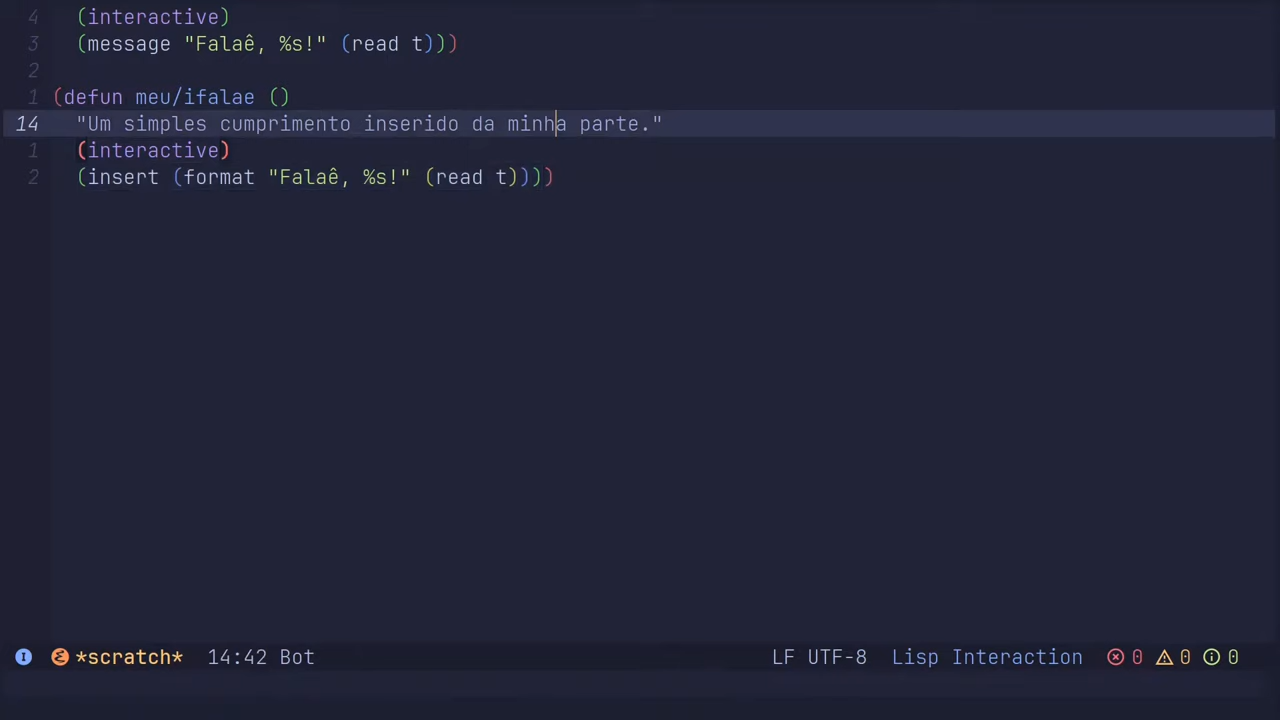 4 (interactive)
3 (message "Falaê, %s!" (read t)))
2
1 (defun meu/ifalae ()
14 "Um simples cumprimento inserido da minha parte."
1 (interactive)
2 (insert (format "Falaê, %s!" (read t))))
I *scratch* 14:42 Bot LF UTF-8 Lisp Interaction 0 0 0